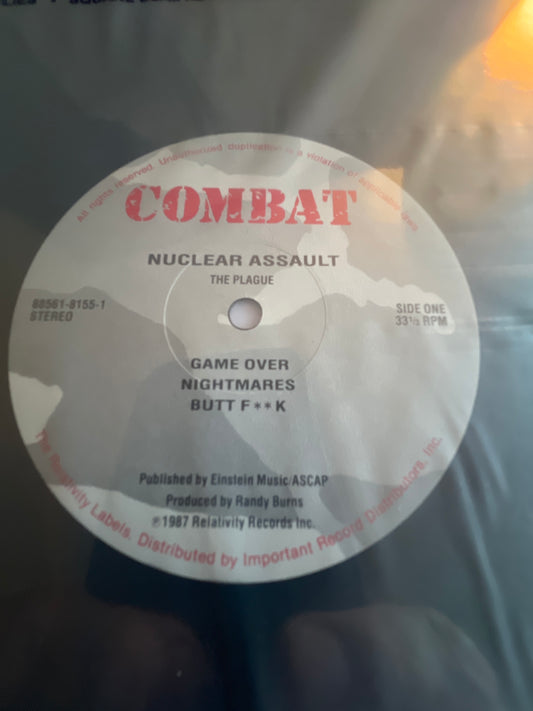 All rights reserved. Unauthorized duplication is a violation of applicable laws.
COMBAT
NUCLEAR ASSAULT
THE PLAGUE
88561-8155-1
STEREO
SIDE ONE
33⅓ RPM
GAME OVER
NIGHTMARES
BUTT F**K
Published by Einstein Music/ASCAP
Produced by Randy Burns
℗1987 Relativity Records Inc.
The Relativity Labels. Distributed by Important Record Distributors, Inc.